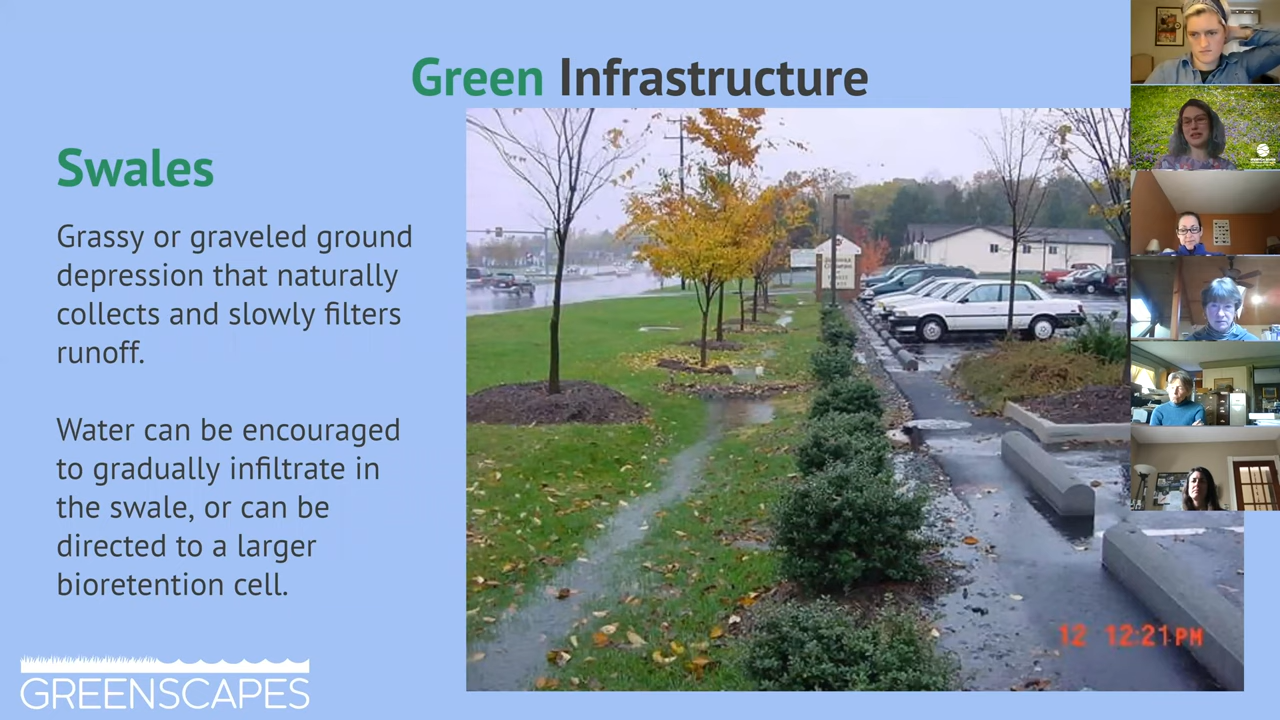 Green Infrastructure
Swales
Grassy or graveled ground
depression that naturally
collects and slowly filters
runoff.
Water can be encouraged
to gradually infiltrate in
the swale, or can be
directed to a larger
bioretention cell.
12 12:21PM
GREENSCAPES